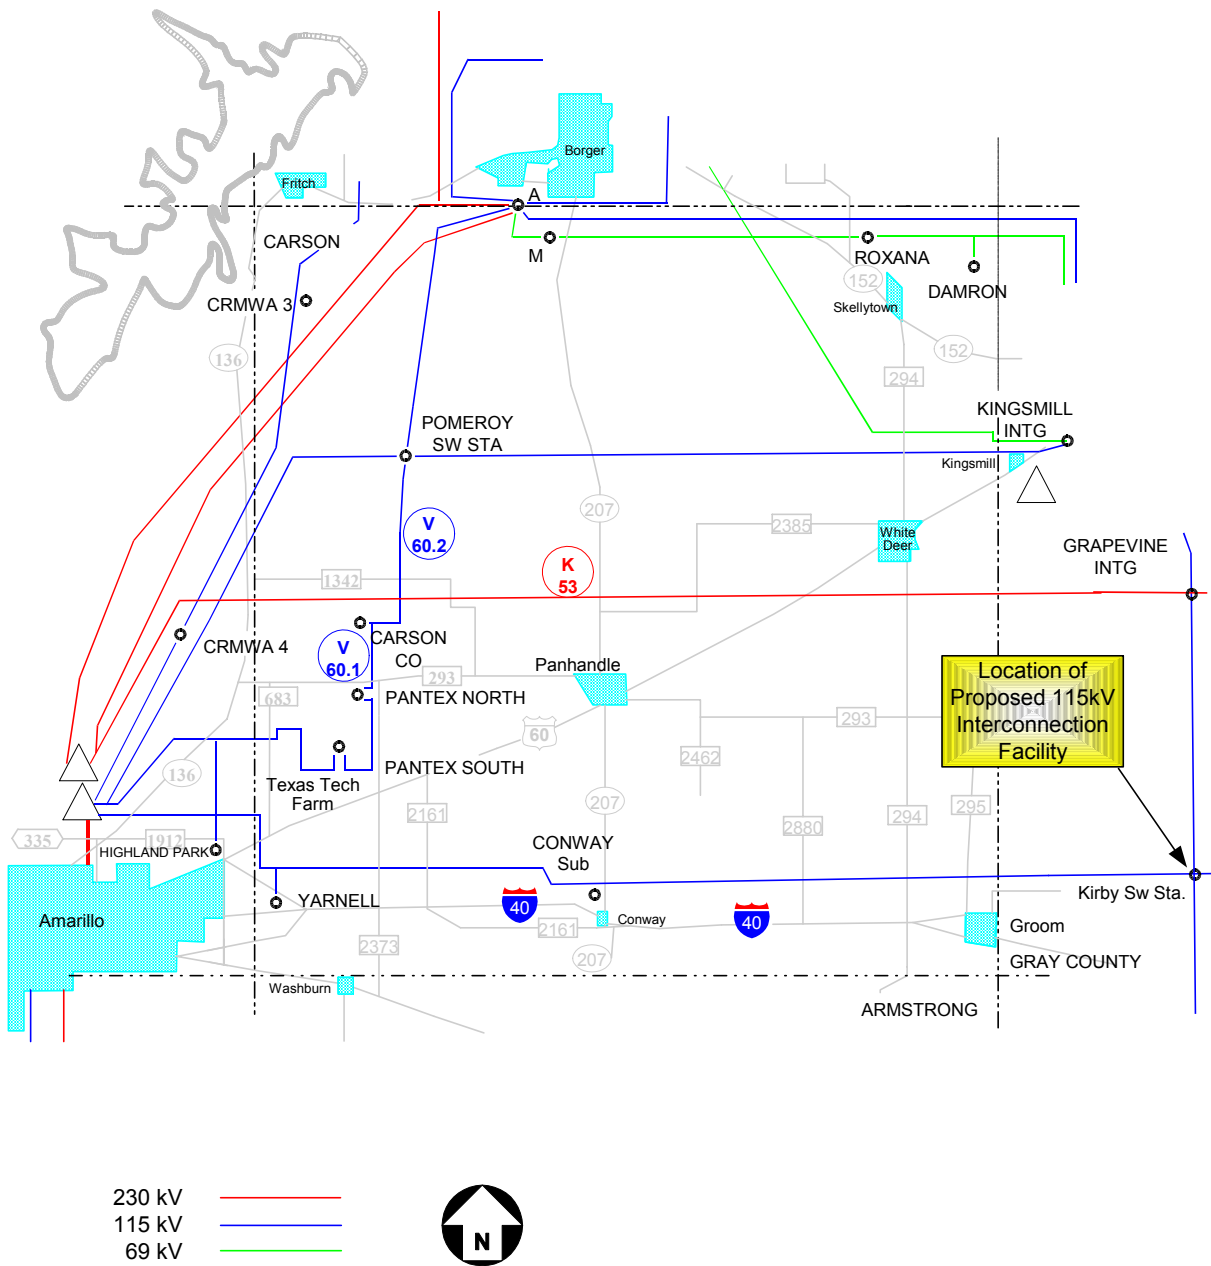 Borger
Fritch
A
CARSON
M
ROXANA
152
DAMRON
CRMWA 3
Skellytown
136
152
294
KINGSMILL
INTG
POMEROY
SW STA
Kingsmill
207
V
60.2
2385
White
Deer
GRAPEVINE
INTG
K
53
1342
CARSON
CO
CRMWA 4
V
60.1
293
Panhandle
683
PANTEX NORTH
Location of
Proposed 115kV
Interconnection
Facility
293
60
2462
136
PANTEX SOUTH
Texas Tech
Farm
207
2161
295
294
2880
335
1912
HIGHLAND PARK
CONWAY
Sub
Kirby Sw Sta.
YARNELL
40
Amarillo
Conway
40
Groom
2161
2373
207
GRAY COUNTY
Washburn
ARMSTRONG
230 kV
115 kV
69 kV
N